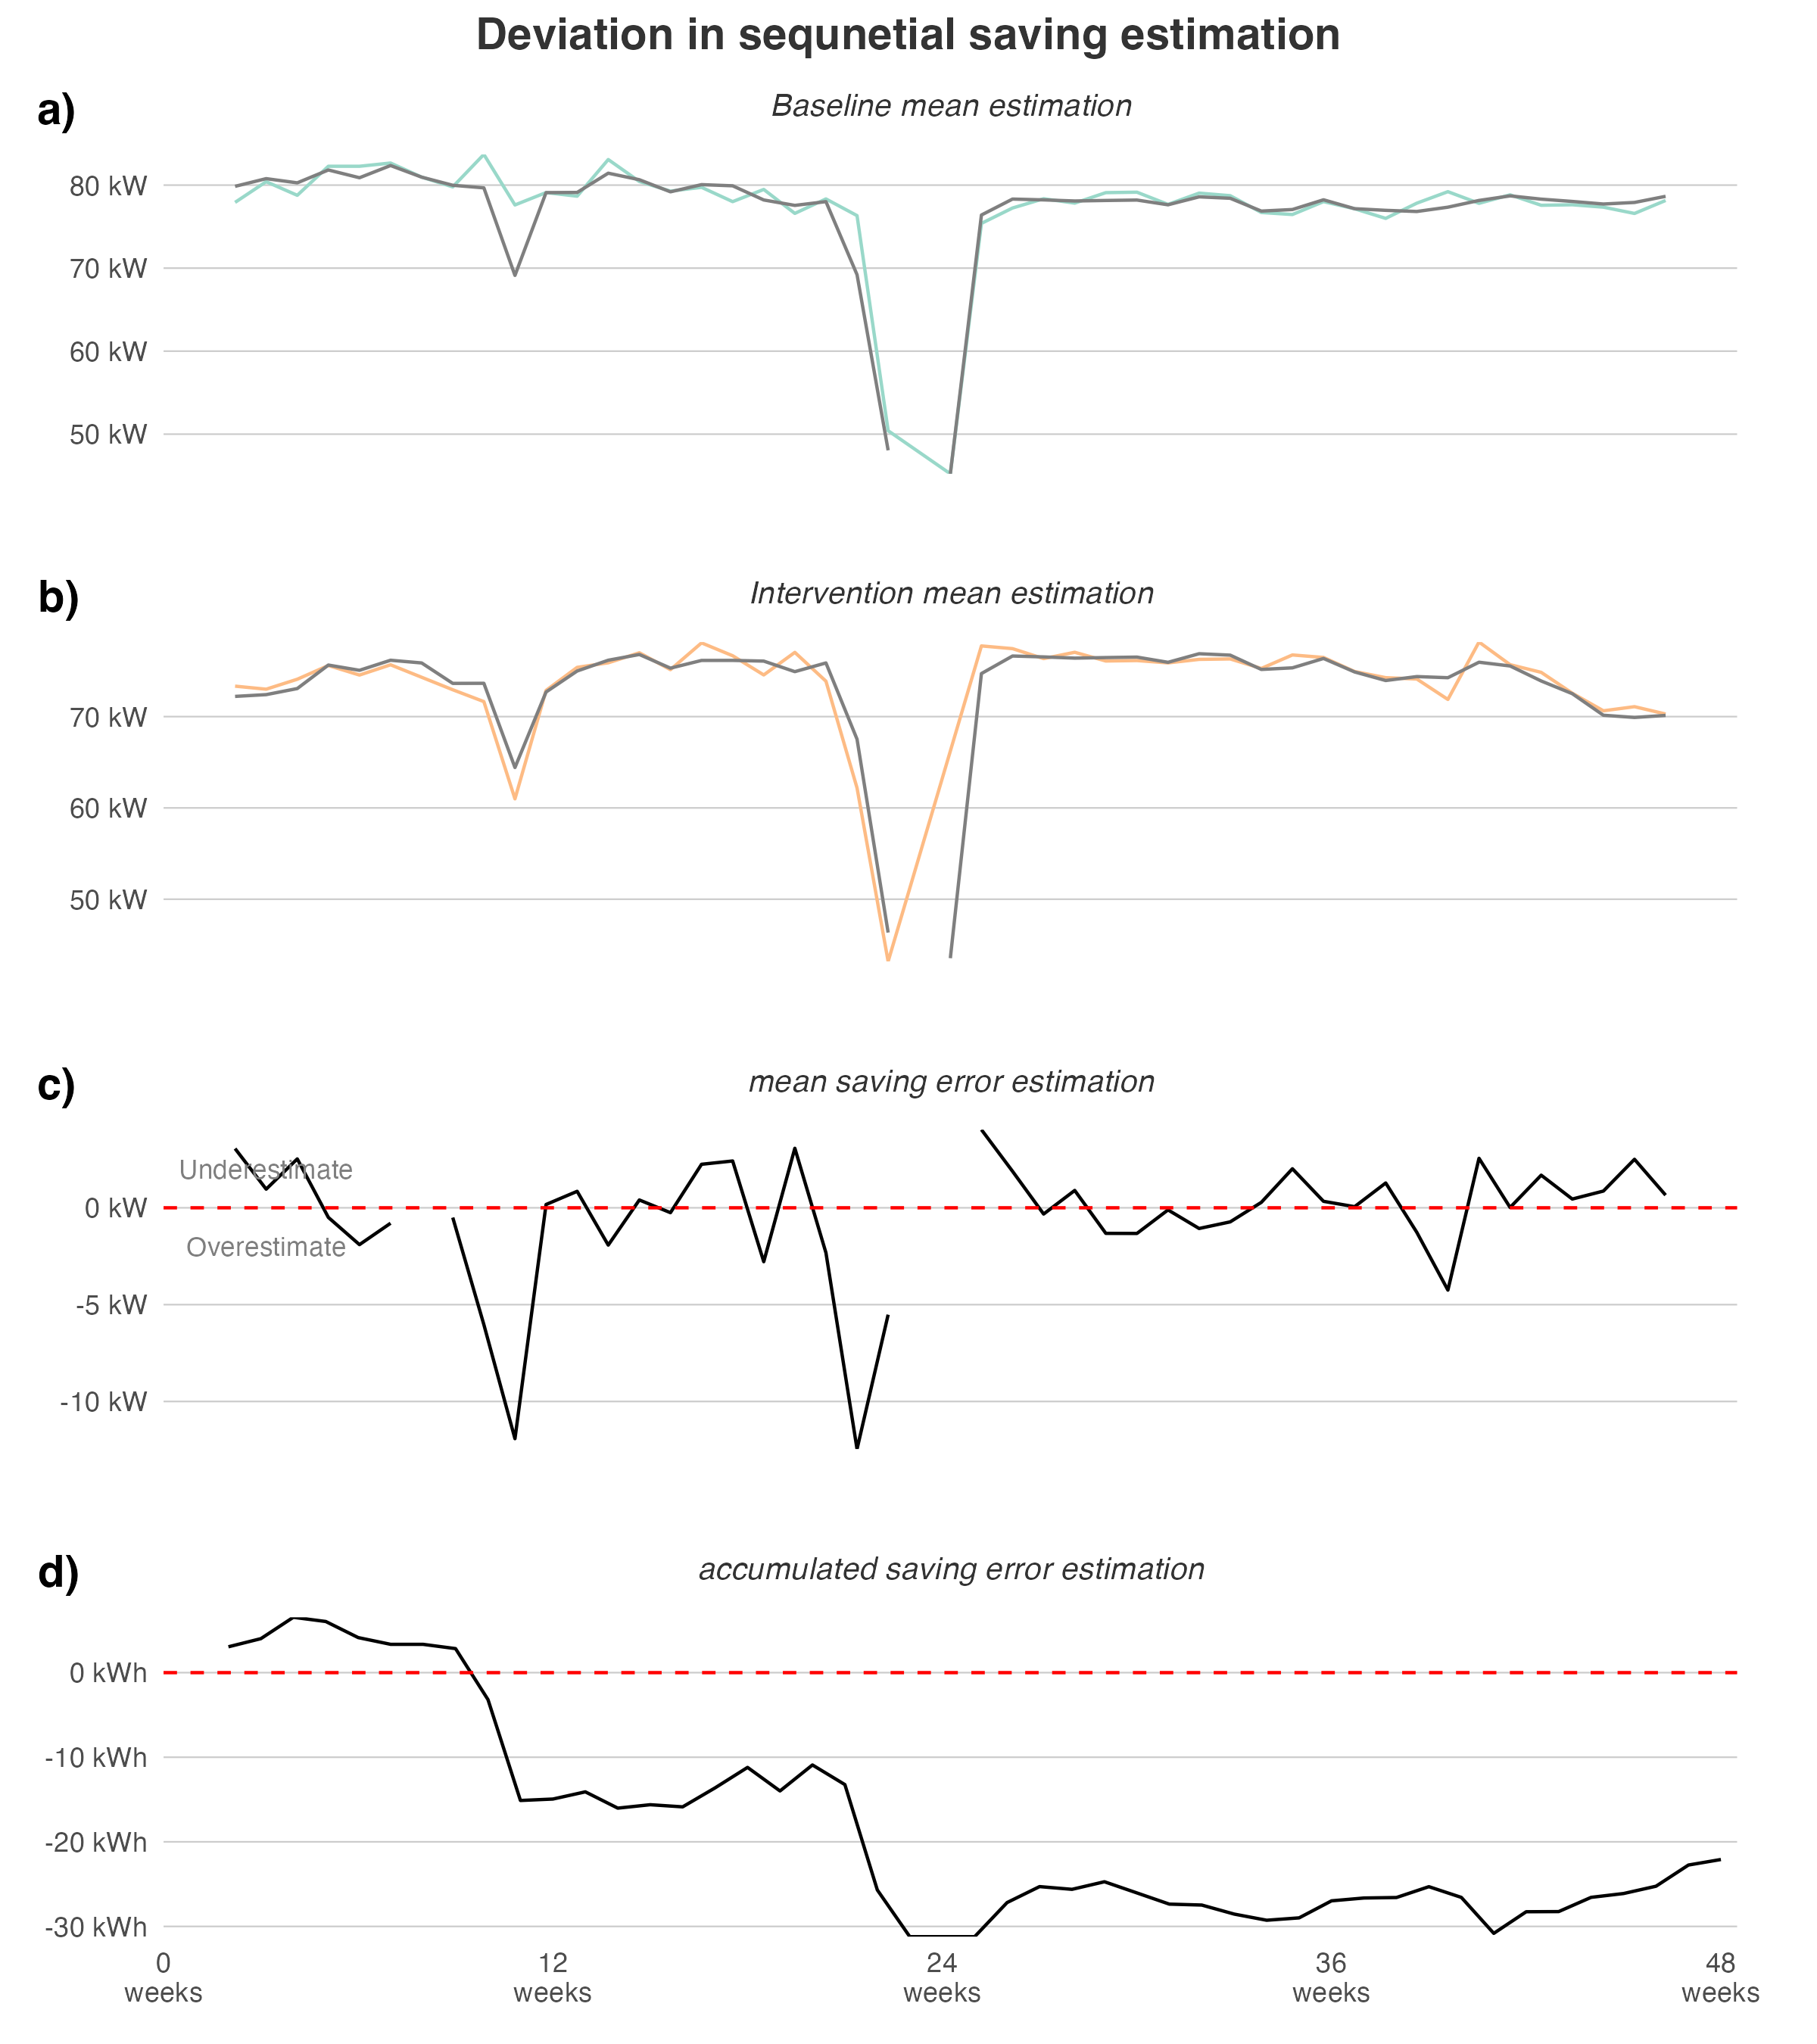 Deviation in sequnetial saving estimation
a)
Baseline mean estimation
80 kW
70 kW
60 kW
50 kW
b)
Intervention mean estimation
70 kW
60 kW
50 kW
c)
mean saving error estimation
Underestimate
0 kW
Overestimate
-5 kW
-10 kW
d)
accumulated saving error estimation
0 kWh
-10 kWh
-20 kWh
-30 kWh
0 12 24 36 48
weeks weeks weeks weeks weeks